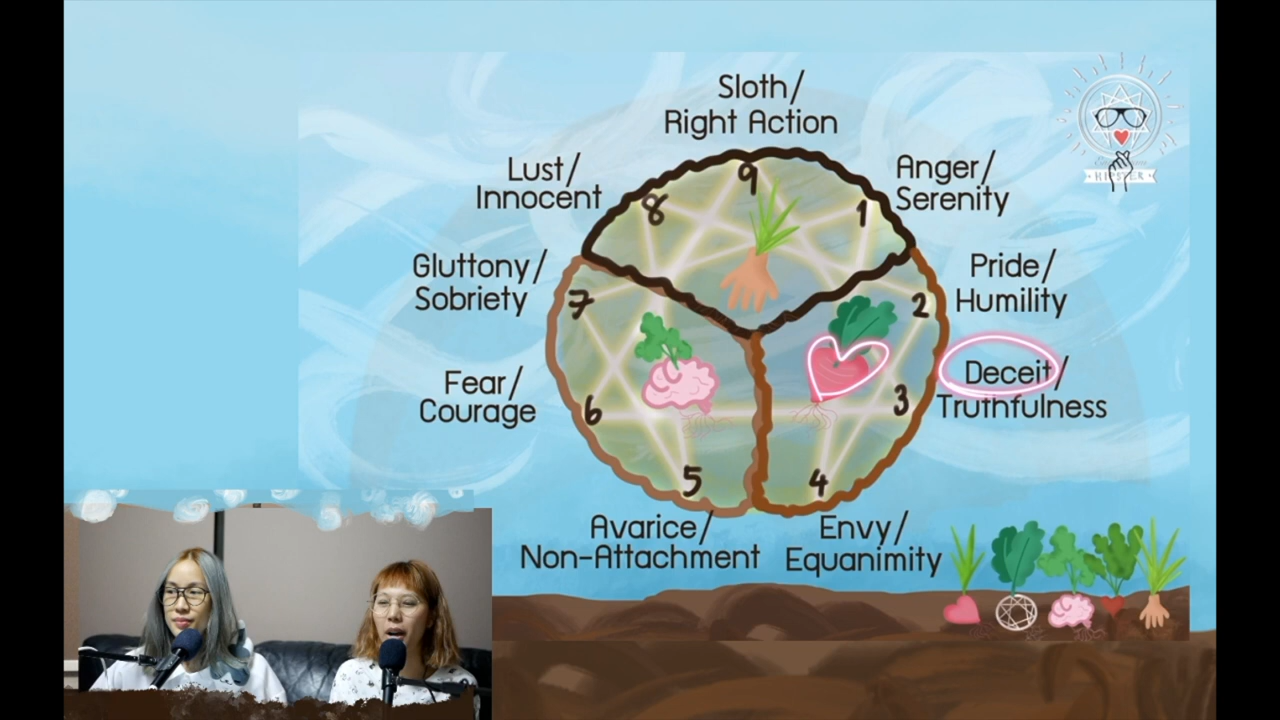 Sloth/
Right Action
Lust/
Innocent
Anger/
Serenity
9
8
1
Gluttony/
Sobriety
Pride/
Humility
7
2
Fear/
Courage
Deceit/
Truthfulness
6
3
5
4
Avarice/
Non-Attachment
Envy/
Equanimity
HIPSTER